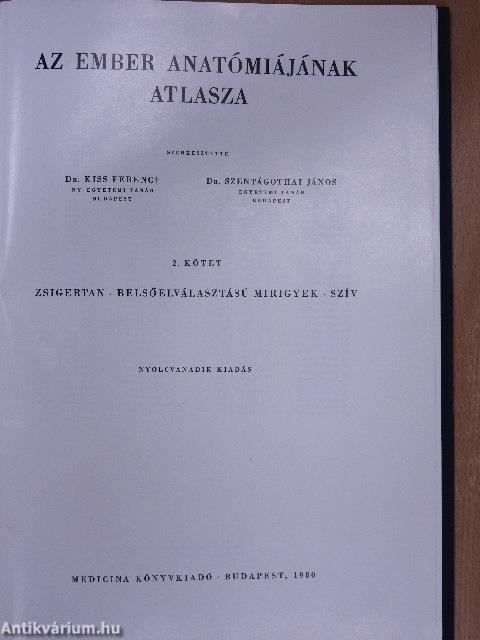 AZ EMBER ANATÓMIÁJÁNAK
ATLASZA
SZERKESZTETTE
DR. KISS FERENC†
NY. EGYETEMI TANÁR
BUDAPEST
DR. SZENTÁGOTHAI JÁNOS
EGYETEMI TANÁR
BUDAPEST
2. KÖTET
ZSIGERTAN · BELSŐELVÁLASZTÁSÚ MIRIGYEK · SZÍV
NYOLCVANADIK KIADÁS
MEDICINA KÖNYVKIADÓ · BUDAPEST, 1980
Antikvárium.hu